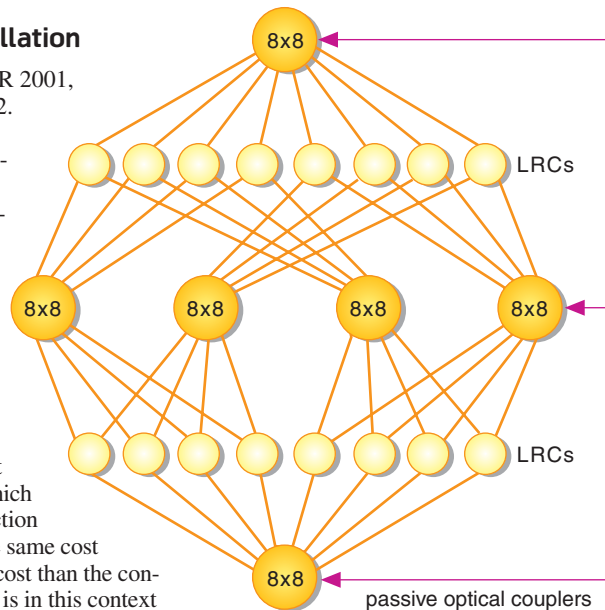 llation
R 2001,
2.
-
-
t
hich
ction
same cost
cost than the con-
is in this context
8x8
LRCs
8x8 8x8 8x8 8x8
LRCs
8x8
passive optical couplers